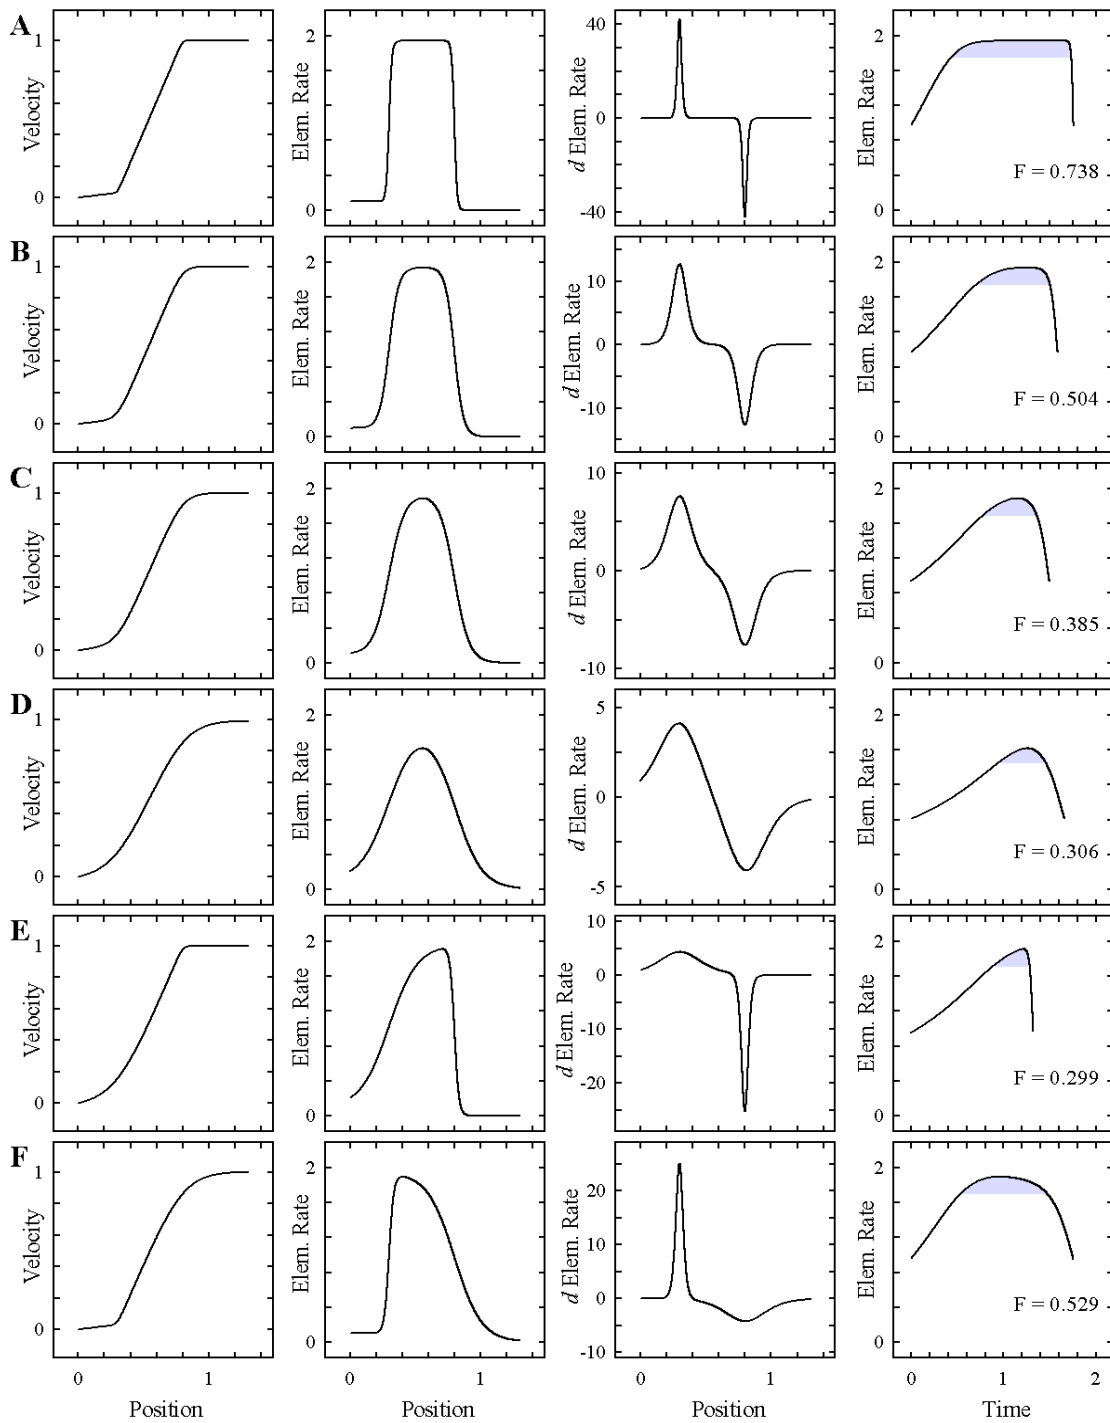 A
Velocity
1
0
Elem. Rate
2
0
d Elem. Rate
40
20
0
-20
-40
Elem. Rate
2
0
F = 0.738
B
Velocity
1
0
Elem. Rate
2
0
d Elem. Rate
10
0
-10
Elem. Rate
2
0
F = 0.504
C
Velocity
1
0
Elem. Rate
2
0
d Elem. Rate
10
0
-10
Elem. Rate
2
0
F = 0.385
D
Velocity
1
0
Elem. Rate
2
0
d Elem. Rate
5
0
-5
Elem. Rate
2
0
F = 0.306
E
Velocity
1
0
Elem. Rate
2
0
d Elem. Rate
10
0
-10
-20
Elem. Rate
2
0
F = 0.299
F
Velocity
1
0
Elem. Rate
2
0
d Elem. Rate
20
10
0
-10
Elem. Rate
2
0
F = 0.529
0 1 0 1 0 1 0 1 2
Position Position Position Time